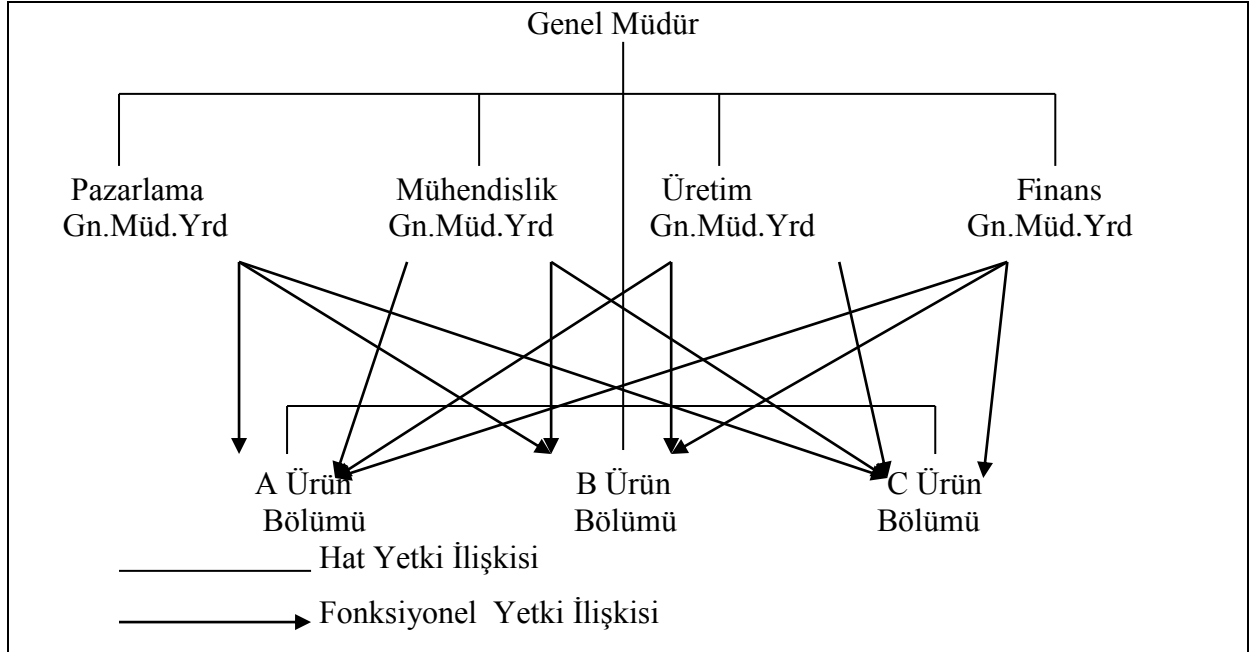 Genel Müdür
Pazarlama Mühendislik Üretim Finans
Gn.Müd.Yrd Gn.Müd.Yrd Gn.Müd.Yrd Gn.Müd.Yrd
A Ürün B Ürün C Ürün
Bölümü Bölümü Bölümü
Hat Yetki İlişkisi
Fonksiyonel Yetki İlişkisi